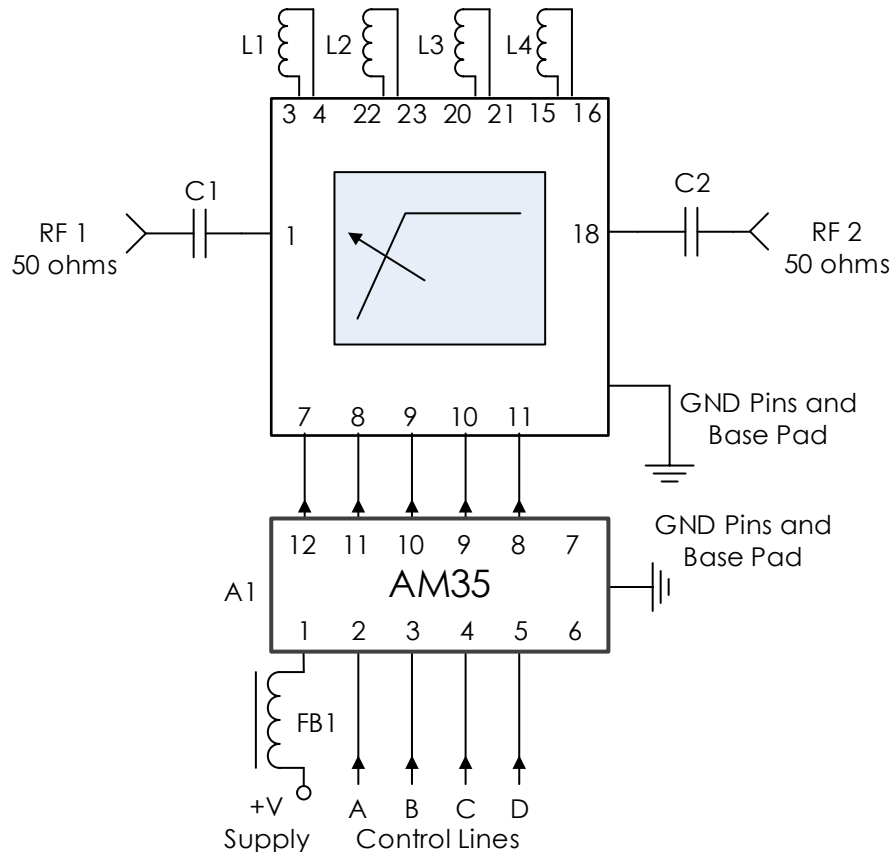 L1 L2 L3 L4
3 4 22 23 20 21 15 16
C1 C2
RF 1 1 18 RF 2
50 ohms 50 ohms
7 8 9 10 11
GND Pins and
Base Pad
GND Pins and
Base Pad
12 11 10 9 8 7
A1 AM35
1 2 3 4 5 6
FB1
+V A B C D
Supply Control Lines